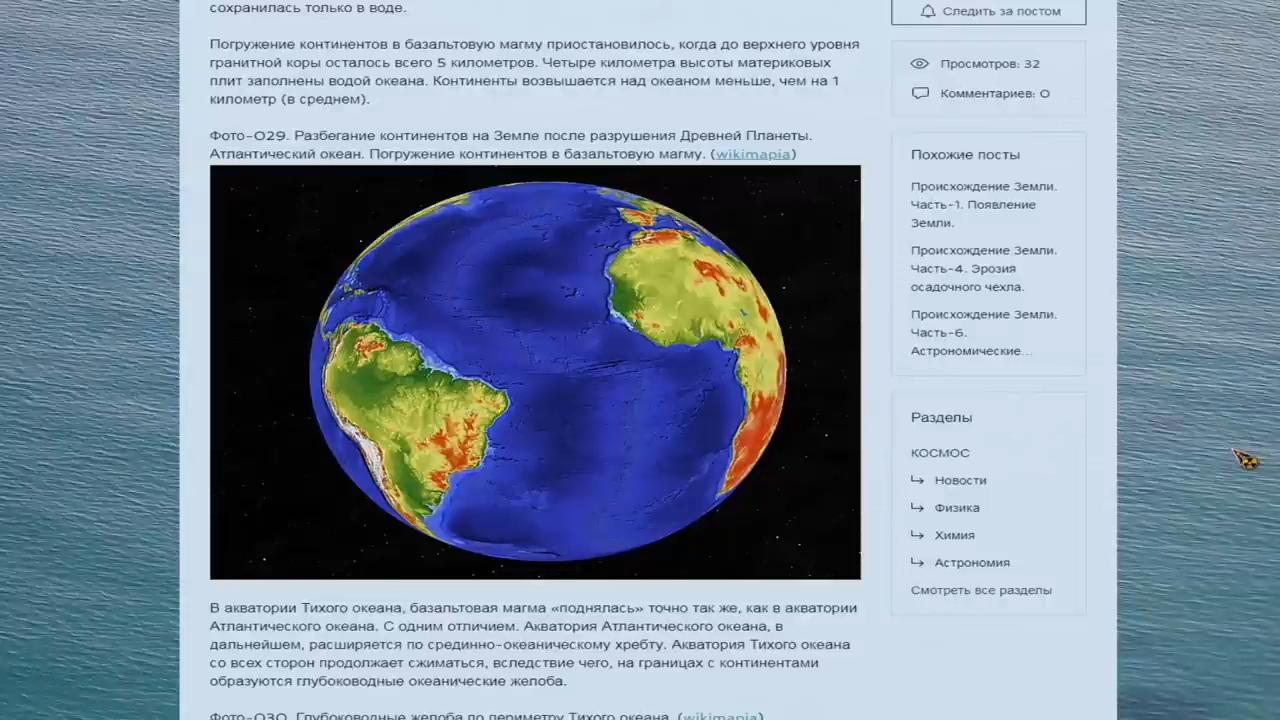 сохранилась только в воде.
Погружение континентов в базальтовую магму приостановилось, когда до верхнего уровня
гранитной коры осталось всего 5 километров. Четыре километра высоты материковых
плит заполнены водой океана. Континенты возвышается над океаном меньше, чем на 1
километр (в среднем).
Фото-029. Разбегание континентов на Земле после разрушения Древней Планеты.
Атлантический океан. Погружение континентов в базальтовую магму. (wikimapia)
В акватории Тихого океана, базальтовая магма «поднялась» точно так же, как в акватории
Атлантического океана. С одним отличием. Акватория Атлантического океана, в
дальнейшем, расширяется по срединно-океаническому хребту. Акватория Тихого океана
со всех сторон продолжает сжиматься, вследствие чего, на границах с континентами
образуются глубоководные океанические желоба.
Фото-030. Глубоководные желоба по периметру Тихого океана. (wikimapia)
Следить за постом
Просмотров: 32
Комментариев: 0
Похожие посты
Происхождение Земли.
Часть-1. Появление
Земли.
Происхождение Земли.
Часть-4. Эрозия
осадочного чехла.
Происхождение Земли.
Часть-6.
Астрономические...
Разделы
КОСМОС
Новости
Физика
Химия
Астрономия
Смотреть все разделы